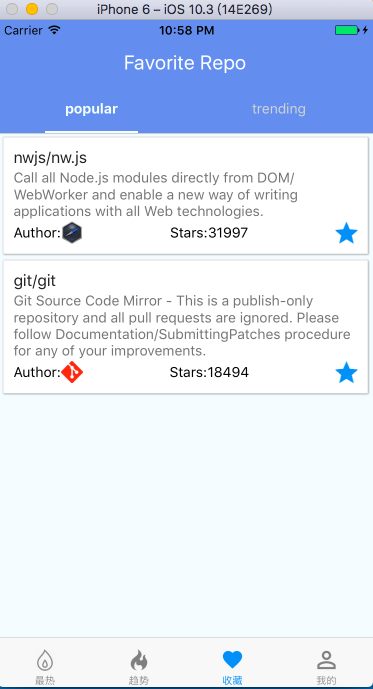 iPhone 6 – iOS 10.3 (14E269)
Carrier 10:58 PM
Favorite Repo
popular trending
nwjs/nw.js
Call all Node.js modules directly from DOM/
WebWorker and enable a new way of writing
applications with all Web technologies.
Author: Stars:31997
git/git
Git Source Code Mirror - This is a publish-only
repository and all pull requests are ignored. Please
follow Documentation/SubmittingPatches procedure
for any of your improvements.
Author: Stars:18494
最热 趋势 收藏 我的